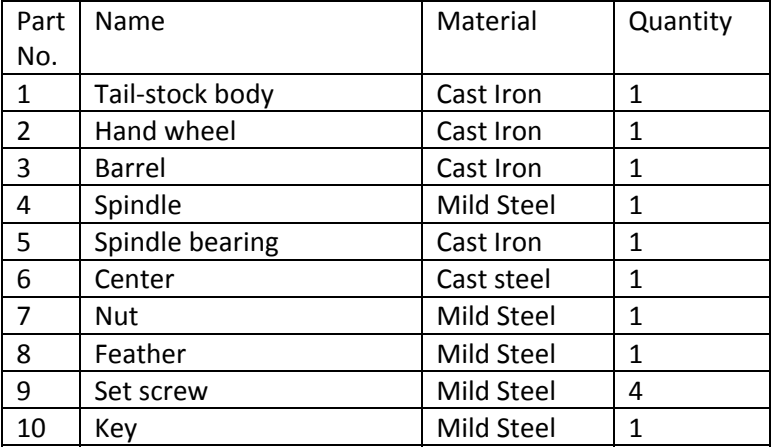 Part No. Name Material Quantity
1 Tail-stock body Cast Iron 1
2 Hand wheel Cast Iron 1
3 Barrel Cast Iron 1
4 Spindle Mild Steel 1
5 Spindle bearing Cast Iron 1
6 Center Cast steel 1
7 Nut Mild Steel 1
8 Feather Mild Steel 1
9 Set screw Mild Steel 4
10 Key Mild Steel 1